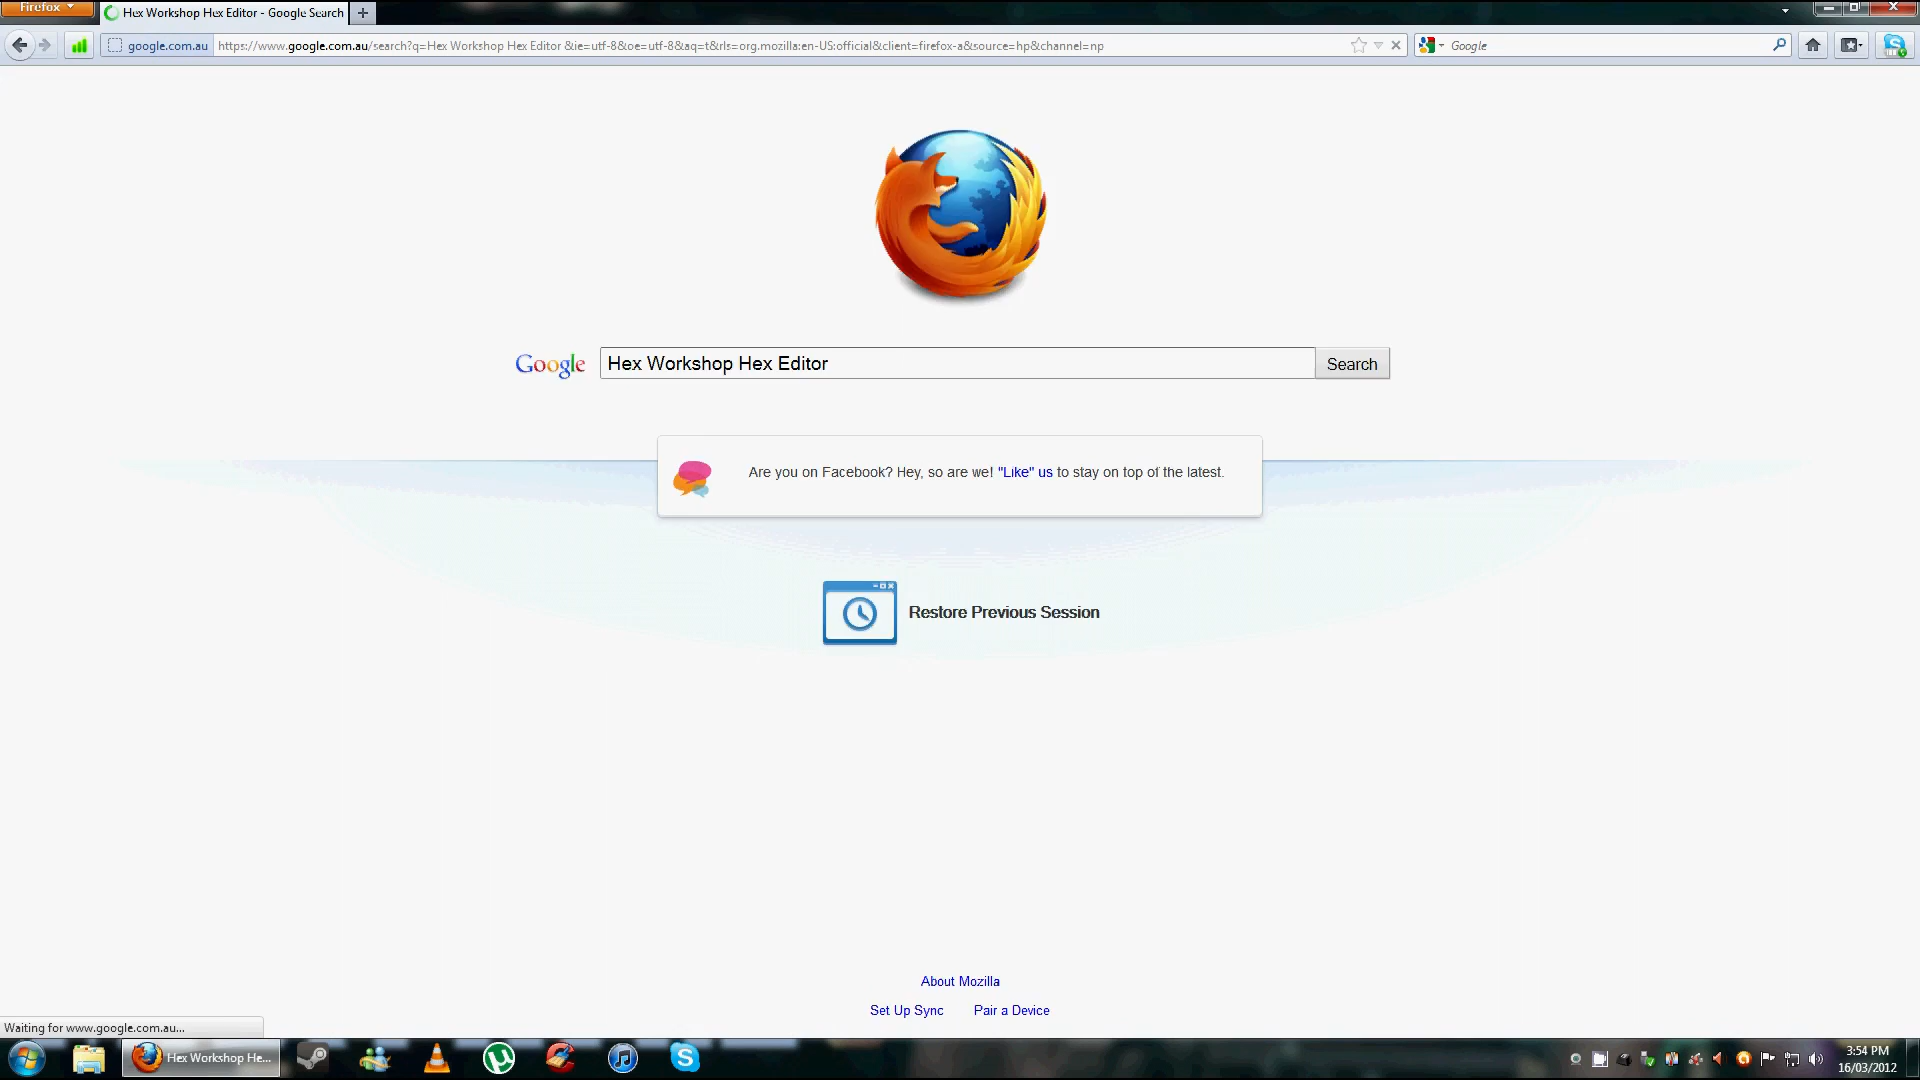 Firefox
Hex Workshop Hex Editor - Google Search
google.com.au
https://www.google.com.au/search?q=Hex Workshop Hex Editor &ie=utf-8&oe=utf-8&aq=t&rls=org.mozilla:en-US:official&client=firefox-a&source=hp&channel=np
Google
Google
Hex Workshop Hex Editor
Search
Are you on Facebook? Hey, so are we! "Like" us to stay on top of the latest.
Restore Previous Session
About Mozilla
Set Up Sync
Pair a Device
Waiting for www.google.com.au...
Hex Workshop He...
3:54 PM
16/03/2012